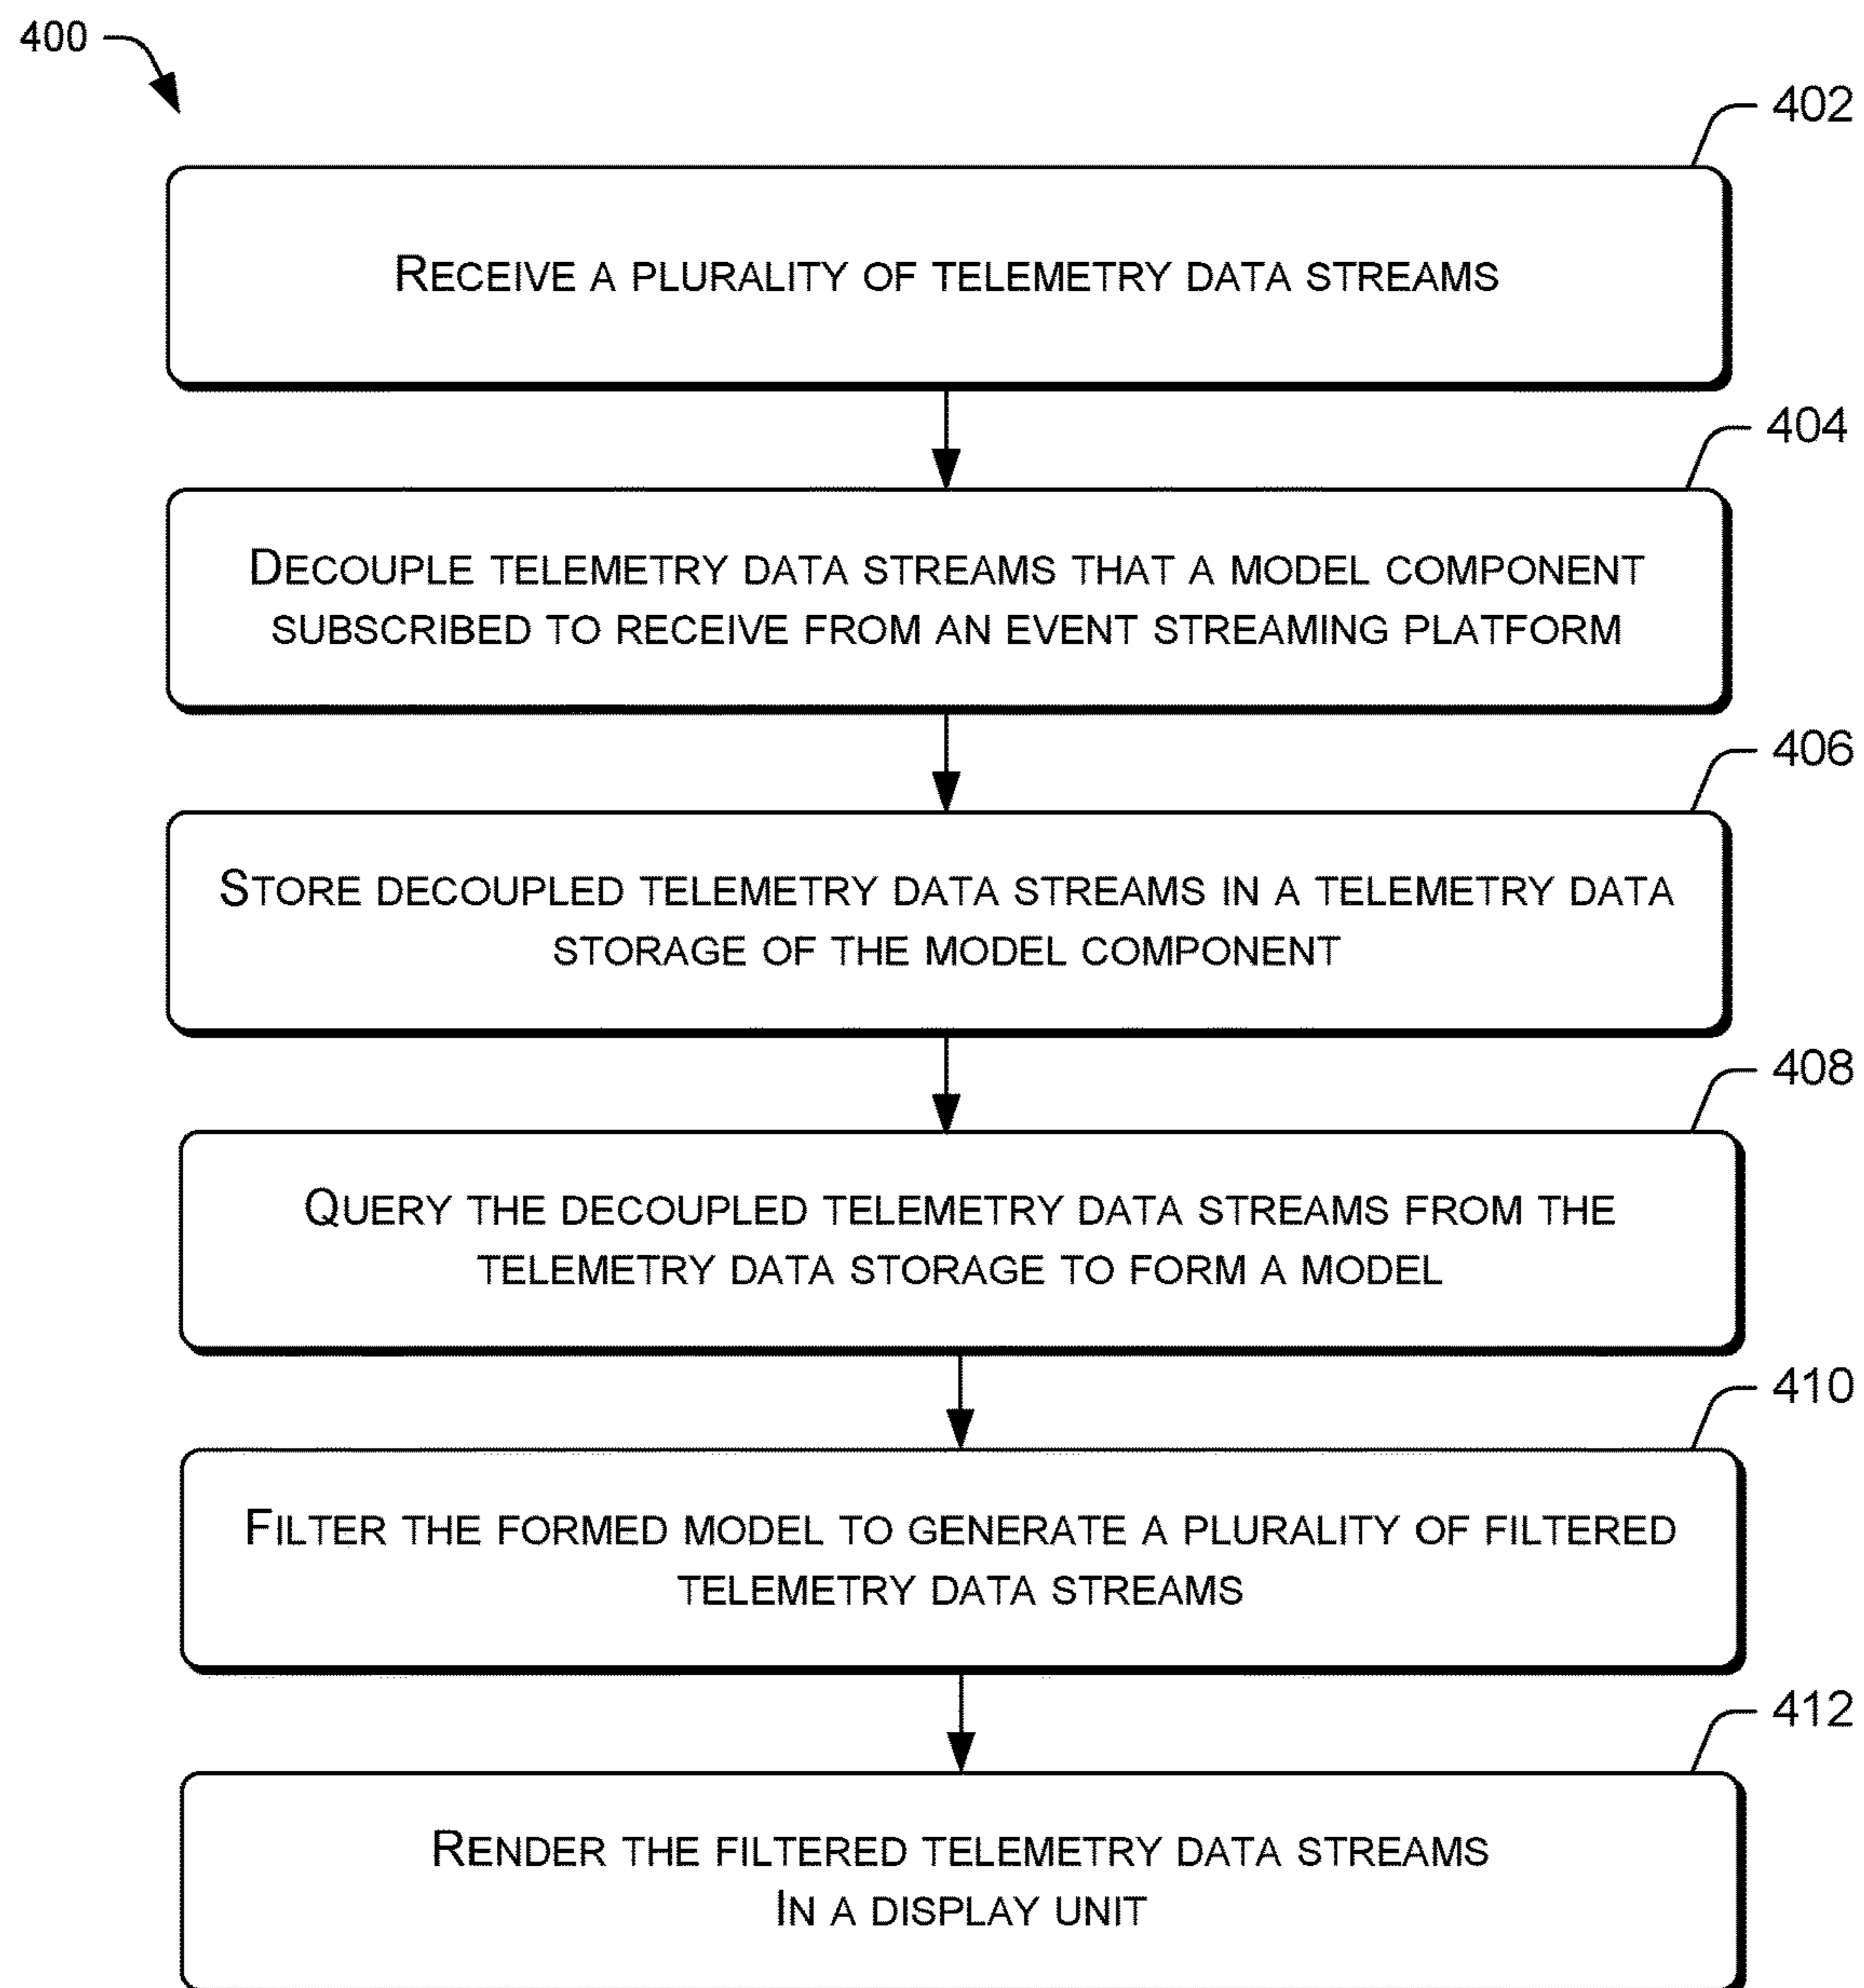 400
402
RECEIVE A PLURALITY OF TELEMETRY DATA STREAMS
404
DECOUPLE TELEMETRY DATA STREAMS THAT A MODEL COMPONENT
SUBSCRIBED TO RECEIVE FROM AN EVENT STREAMING PLATFORM
406
STORE DECOUPLED TELEMETRY DATA STREAMS IN A TELEMETRY DATA
STORAGE OF THE MODEL COMPONENT
408
QUERY THE DECOUPLED TELEMETRY DATA STREAMS FROM THE
TELEMETRY DATA STORAGE TO FORM A MODEL
410
FILTER THE FORMED MODEL TO GENERATE A PLURALITY OF FILTERED
TELEMETRY DATA STREAMS
412
RENDER THE FILTERED TELEMETRY DATA STREAMS
IN A DISPLAY UNIT